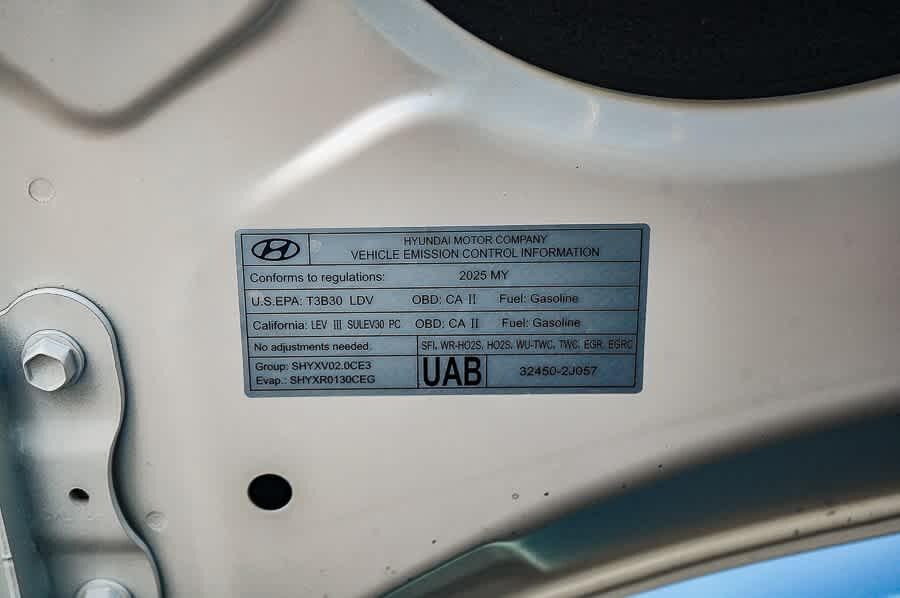 HYUNDAI MOTOR COMPANY
VEHICLE EMISSION CONTROL INFORMATION
Conforms to regulations: 2025 MY
U.S.EPA: T3B30 LDV OBD: CA II Fuel: Gasoline
California: LEV III SULEV30 PC OBD: CA II Fuel: Gasoline
No adjustments needed. SFI, WR-HO2S, HO2S, WU-TWC, TWC, EGR, EGRC
Group: SHYXV02.0CE3
Evap.: SHYXR0130CEG
UAB
32450-2J057